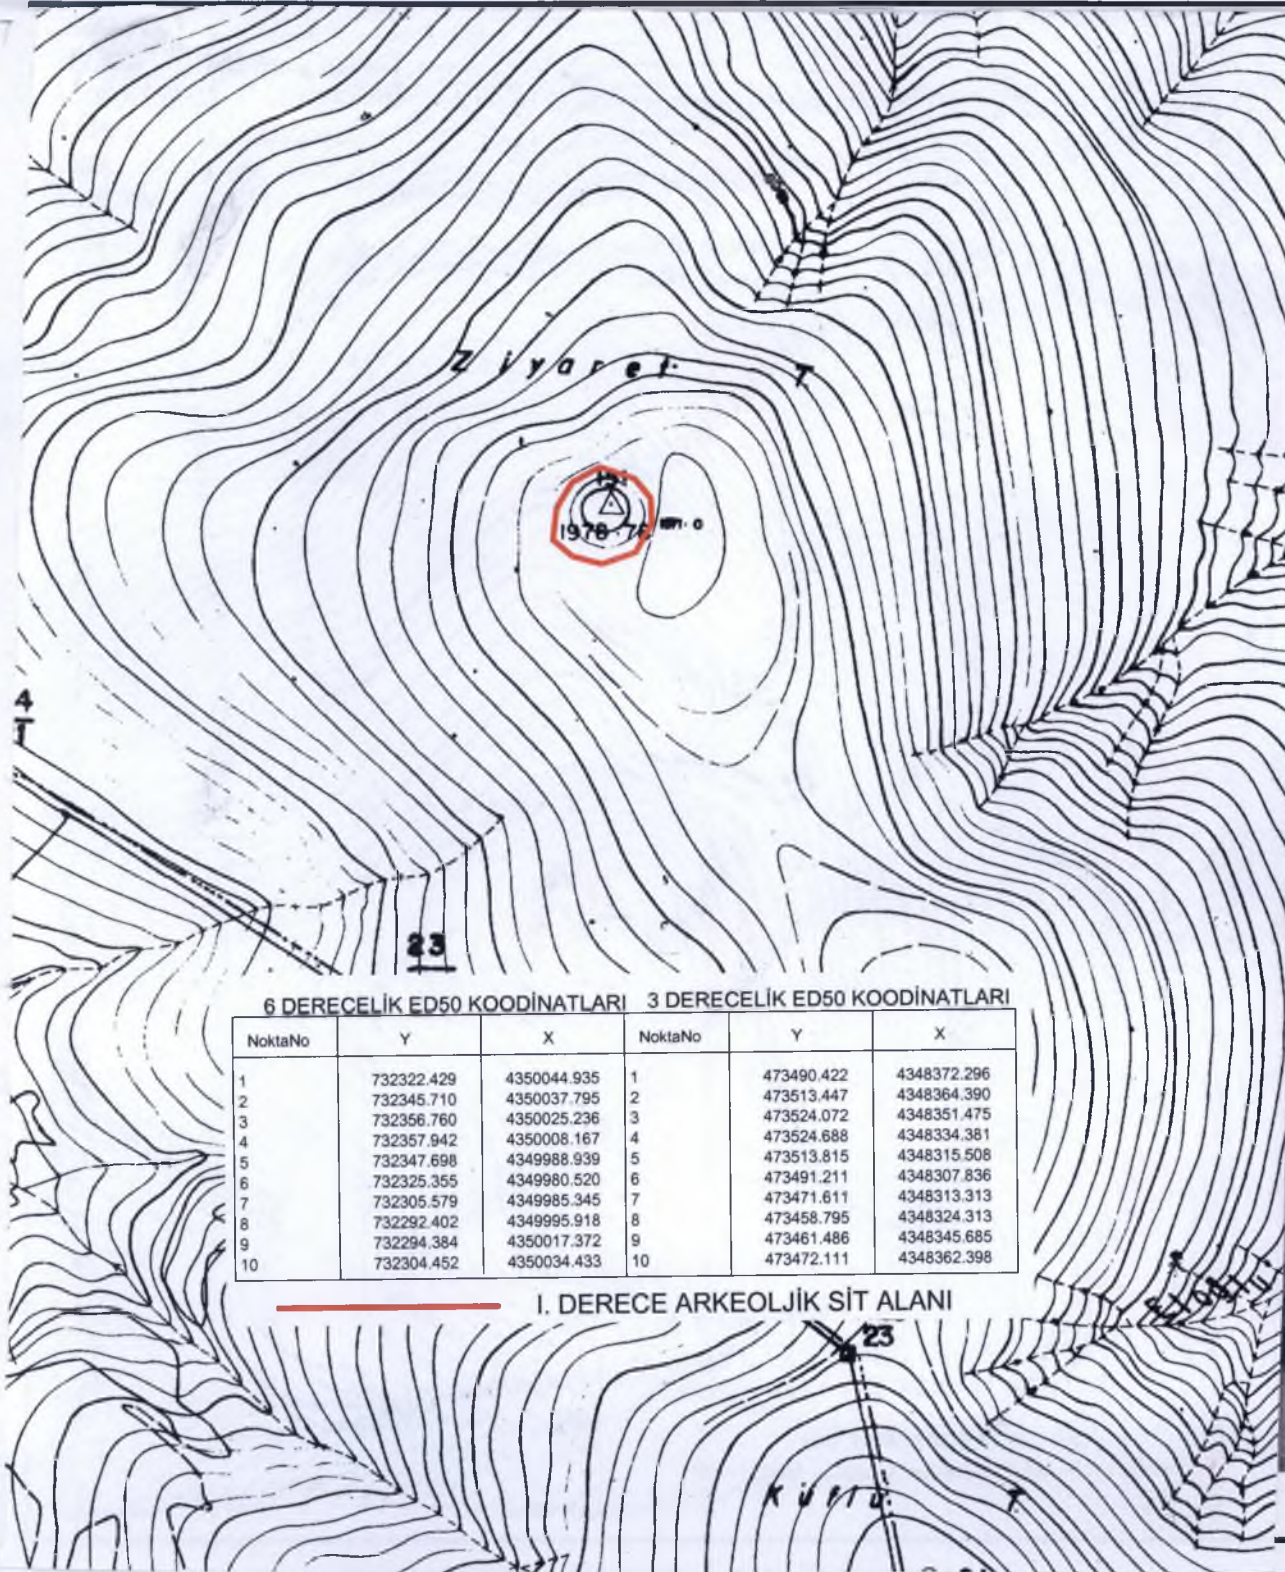 Ziyaret T.
1978.7
4
1
23
6 DERECELİK ED50 KOODİNATLARI 3 DERECELİK ED50 KOODİNATLARI
NoktaNo Y X NoktaNo Y X
1 732322.429 4350044.935 1 473490.422 4348372.296
2 732345.710 4350037.795 2 473513.447 4348364.390
3 732356.760 4350025.236 3 473524.072 4348351.475
4 732357.942 4350008.167 4 473524.688 4348334.381
5 732347.698 4349988.939 5 473513.815 4348315.508
6 732325.355 4349980.520 6 473491.211 4348307.836
7 732305.579 4349985.345 7 473471.611 4348313.313
8 732292.402 4349995.918 8 473458.795 4348324.313
9 732294.384 4350017.372 9 473461.486 4348345.685
10 732304.452 4350034.433 10 473472.111 4348362.398
I. DERECE ARKEOLJİK SİT ALANI
23
T.